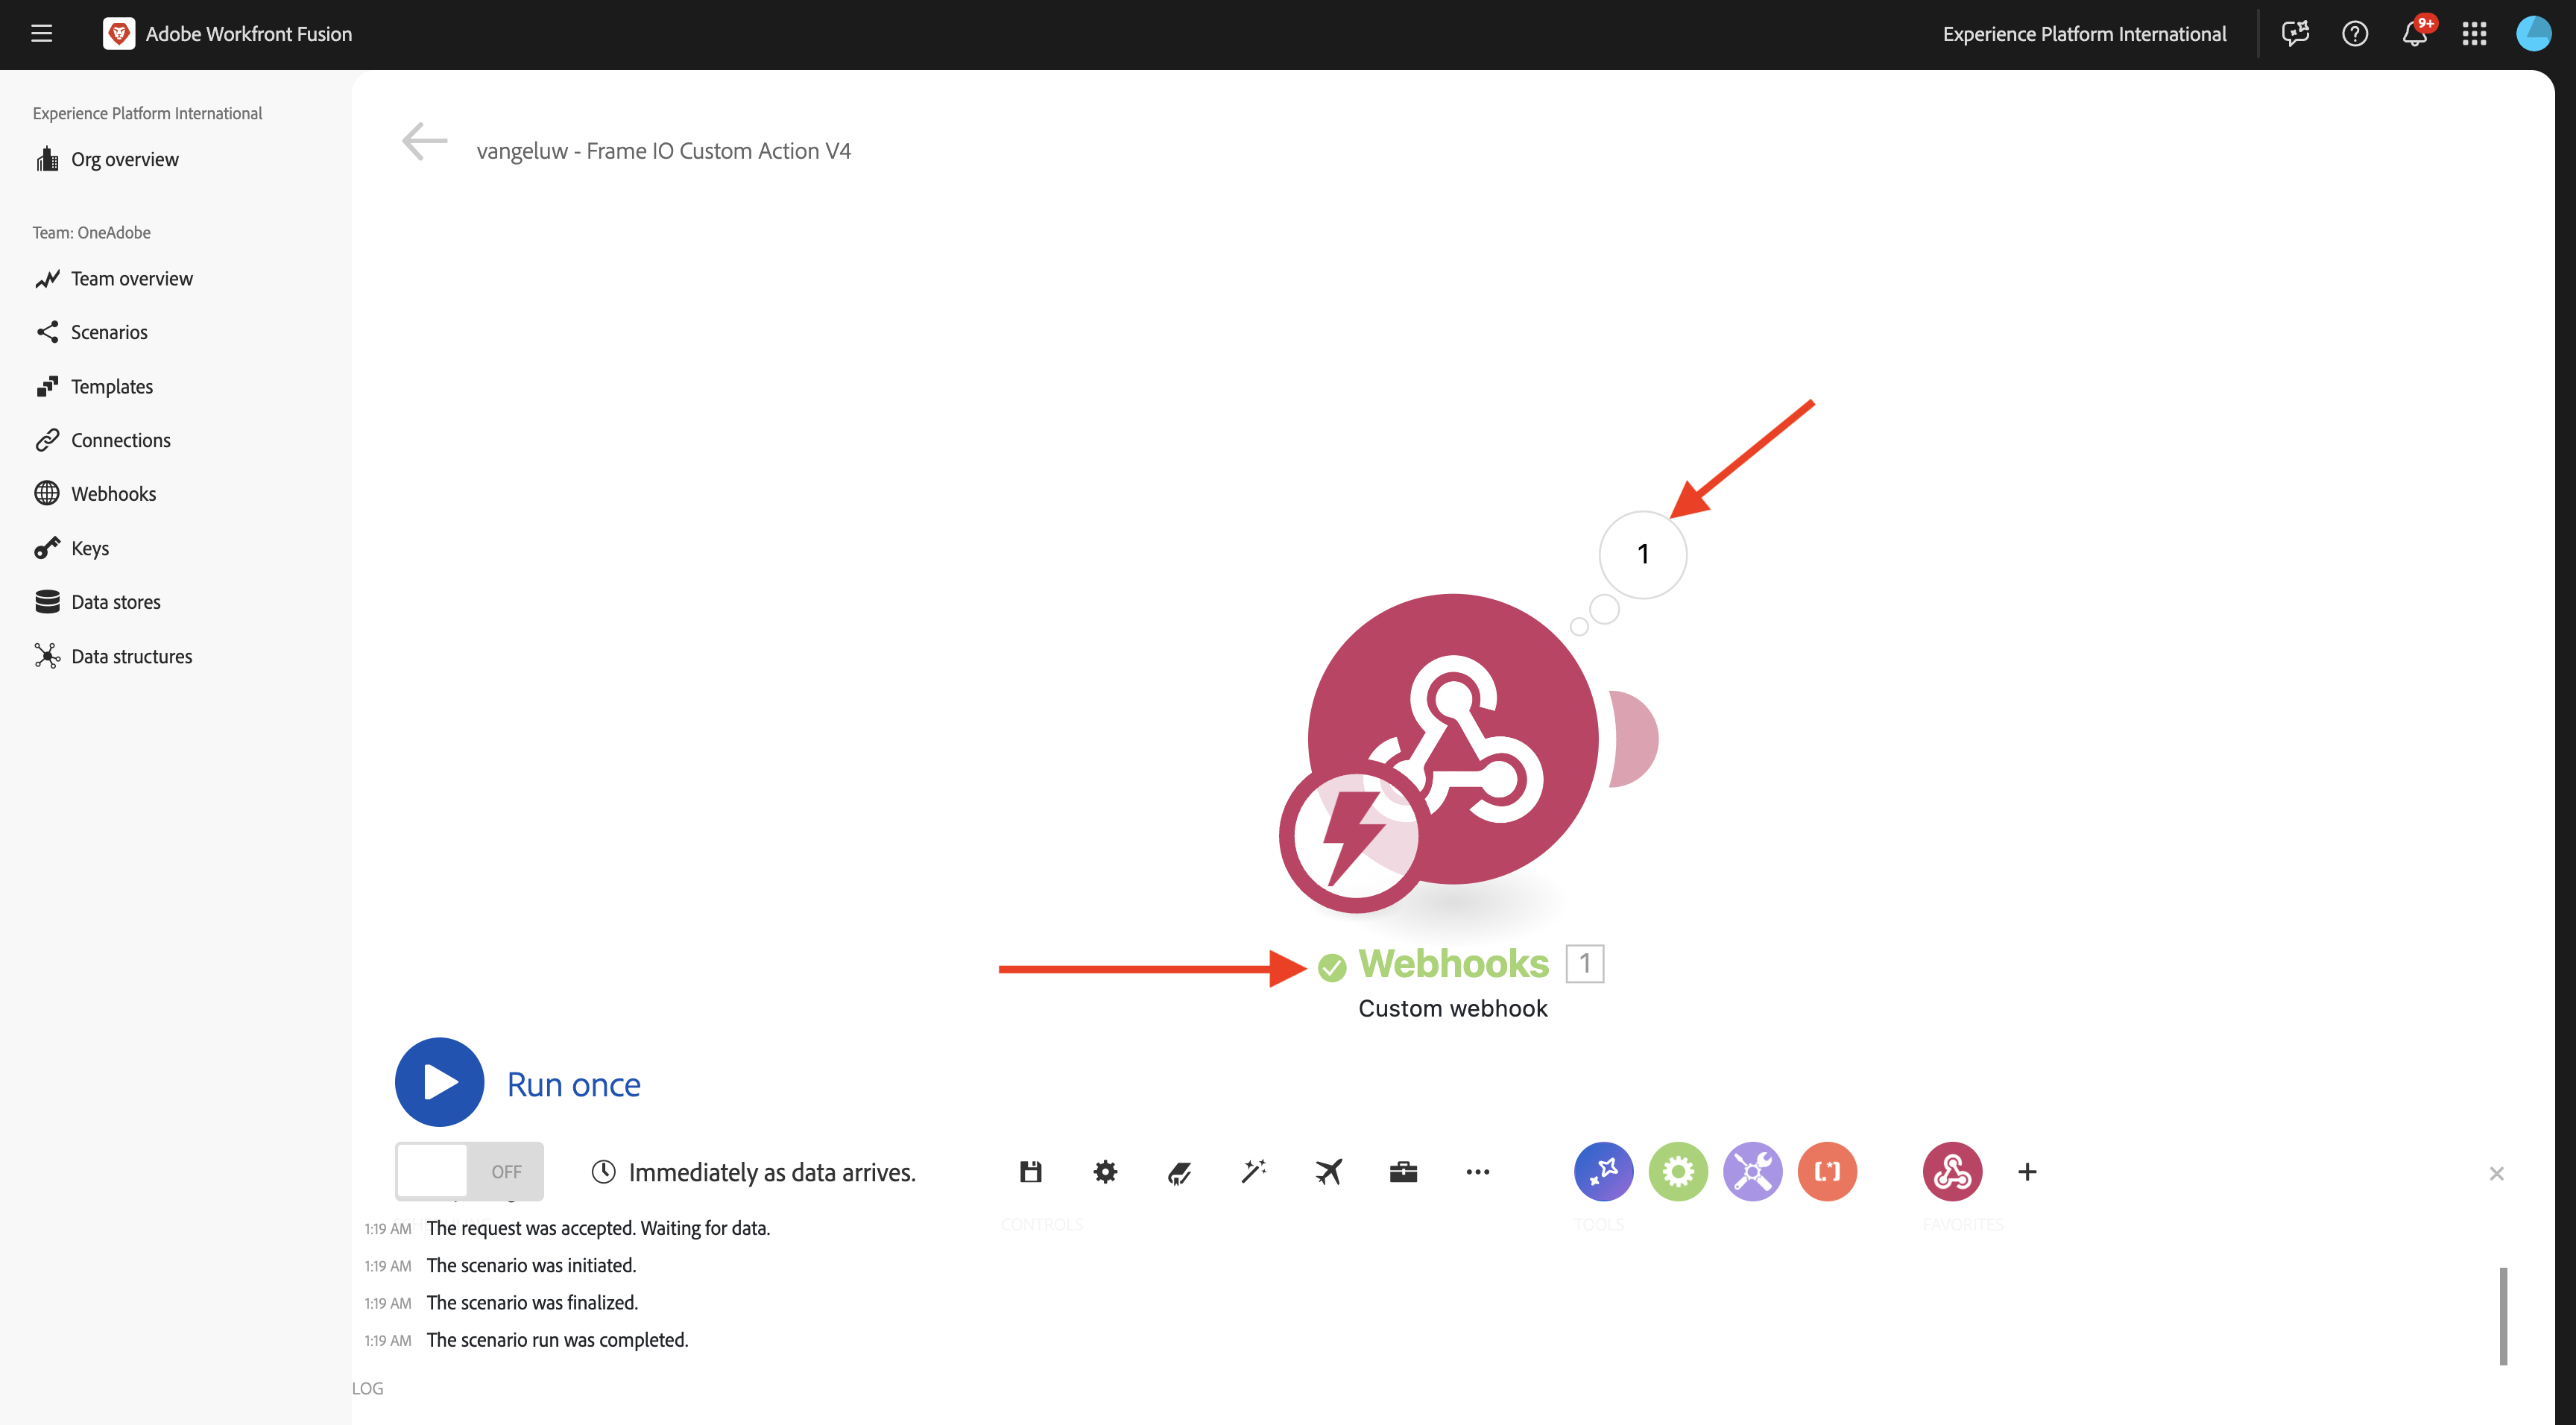 Adobe Workfront Fusion
Experience Platform International
9+
Experience Platform International
Org overview
Team: OneAdobe
Team overview
Scenarios
Templates
Connections
Webhooks
Keys
Data stores
Data structures
vangeluw - Frame IO Custom Action V4
1
Webhooks 1
Custom webhook
Run once
OFF
Immediately as data arrives.
CONTROLS
TOOLS
FAVORITES
1:19 AM The request was accepted. Waiting for data.
1:19 AM The scenario was initiated.
1:19 AM The scenario was finalized.
1:19 AM The scenario run was completed.
LOG